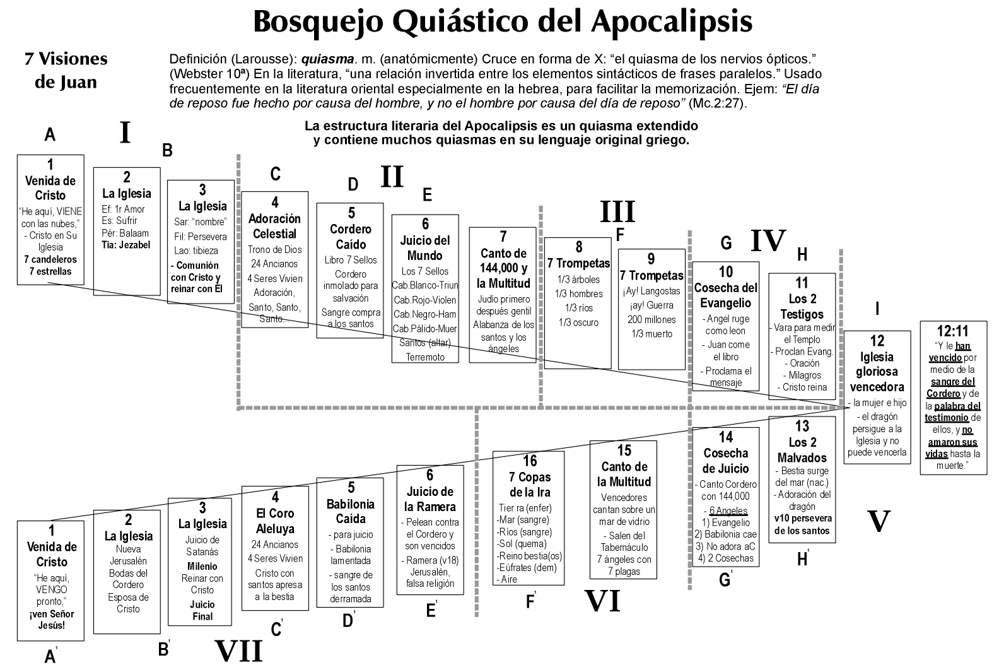 Bosquejo Quiástico del Apocalipsis
7 Visiones
de Juan
Definición (Larousse): quiasma. m. (anatómicmente) Cruce en forma de X: “el quiasma de los nervios ópticos.”
(Webster 10ª) En la literatura, “una relación invertida entre los elementos sintácticos de frases paralelos.” Usado
frecuentemente en la literatura oriental especialmente en la hebrea, para facilitar la memorización. Ejem: “El día
de reposo fue hecho por causa del hombre, y no el hombre por causa del día de reposo” (Mc.2:27).
La estructura literaria del Apocalipsis es un quiasma extendido
y contiene muchos quiasmas en su lenguaje original griego.
A
I
B
1
Venida de
Cristo
“He aquí, VIENE
con las nubes,”
- Cristo en Su
Iglesia
7 candeleros
7 estrellas
2
La Iglesia
Ef: 1r Amor
Es: Sufrir
Pér: Balaam
Tia: Jezabel
3
La Iglesia
Sar: “nombre”
Fil: Persevera
Lao: tibieza
- Comunión
con Cristo y
reinar con Él
C
D
II
E
4
Adoración
Celestial
Trono de Dios
24 Ancianos
4 Seres Vivien
Adoración,
Santo, Santo,
Santo...
5
Cordero
Caído
Libro 7 Sellos
Cordero
inmolado para
salvación
Sangre compra
a los santos
6
Juicio del
Mundo
Los 7 Sellos
Cab.Blanco-Triun
Cab.Rojo-Violen
Cab.Negro-Ham
Cab.Pálido-Muer
Santos (altar)
Terremoto
7
Canto de
144,000 y
la Multitud
Judío primero
después gentil
Alabanza de los
santos y los
ángeles
III
F
8
7 Trompetas
1/3 árboles
1/3 hombres
1/3 ríos
1/3 oscuro
9
7 Trompetas
¡Ay! Langostas
¡ay! Guerra
200 millones
1/3 muerto
G
IV
H
10
Cosecha del
Evangelio
- Angel ruge
como leon
- Juan come
el libro
- Proclama el
mensaje
11
Los 2
Testigos
- Vara para medir
el Templo
- Proclan Evang.
- Oración
- Milagros
- Cristo reina
I
12
Iglesia
gloriosa
vencedora
- la mujer e hijo
- el dragón
persigue a la
Iglesia y no
puede vencerla
12:11
“Y le han
vencido por
medio de la
sangre del
Cordero y de
la palabra del
testimonio de
ellos, y no
amaron sus
vidas hasta la
muerte.”
1
Venida de
Cristo
“He aquí,
VENGO
pronto,”
¡ven Señor
Jesús!
A¹
2
La Iglesia
Nueva
Jerusalén
Bodas del
Cordero
Esposa de
Cristo
3
La Iglesia
Juicio de
Satanás
Milenio
Reinar con
Cristo
Juicio
Final
B¹
VII
4
El Coro
Aleluya
24 Ancianos
4 Seres Vivien
Cristo con
santos apresa
a la bestia
C¹
5
Babilonia
Caída
- para juicio
- Babilonia
lamentada
- sangre de
los santos
derramada
D¹
6
Juicio de
la Ramera
- Pelean contra
el Cordero y
son vencidos
- Ramera (v18)
Jerusalén,
falsa religión
E¹
16
7 Copas
de la Ira
Tier ra (enfer)
-Mar (sangre)
-Ríos (sangre)
-Sol (quema)
-Reino bestia(os)
-Eúfrates (dem)
- Aire
F¹
VI
15
Canto de
la Multitud
Vencedores
cantan sobre un
mar de vidrio
- Salen del
Tabernáculo
7 ángeles con
7 plagas
14
Cosecha
de Juicio
- Canto Cordero
con 144,000
- 6 Angeles
1) Evangelio
2) Babilonia cae
3) No adora aC
4) 2 Cosechas
G¹
13
Los 2
Malvados
- Bestia surge
del mar (nac.)
- Adoración del
dragón
v10 persevera
de los santos
H¹
V